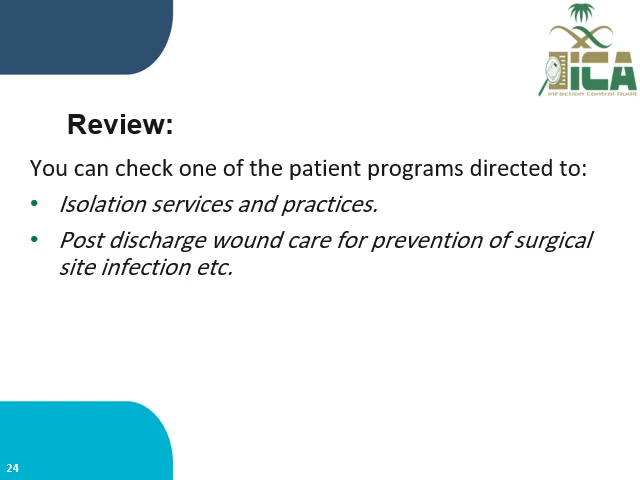 iCA
Infection Control Audit
Review:
You can check one of the patient programs directed to:
• Isolation services and practices.
• Post discharge wound care for prevention of surgical
site infection etc.
24